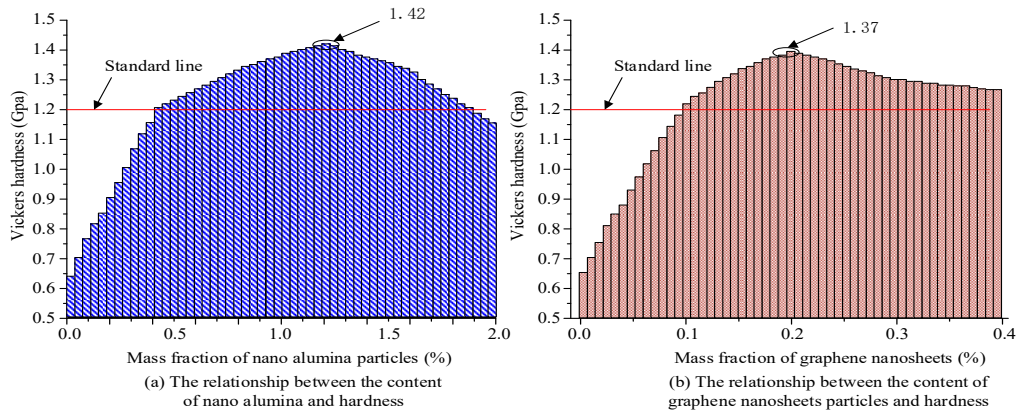 1.5
1.4
1.3
1.2
1.1
1.0
0.9
0.8
0.7
0.6
0.5
Vickers hardness (Gpa)
1.42
Standard line
0.0 0.5 1.0 1.5 2.0
Mass fraction of nano alumina particles (%)
(a) The relationship between the content
of nano alumina and hardness
1.5
1.4
1.3
1.2
1.1
1.0
0.9
0.8
0.7
0.6
0.5
Vickers hardness (Gpa)
1.37
Standard line
0.0 0.1 0.2 0.3 0.4
Mass fraction of graphene nanosheets (%)
(b) The relationship between the content of
graphene nanosheets particles and hardness